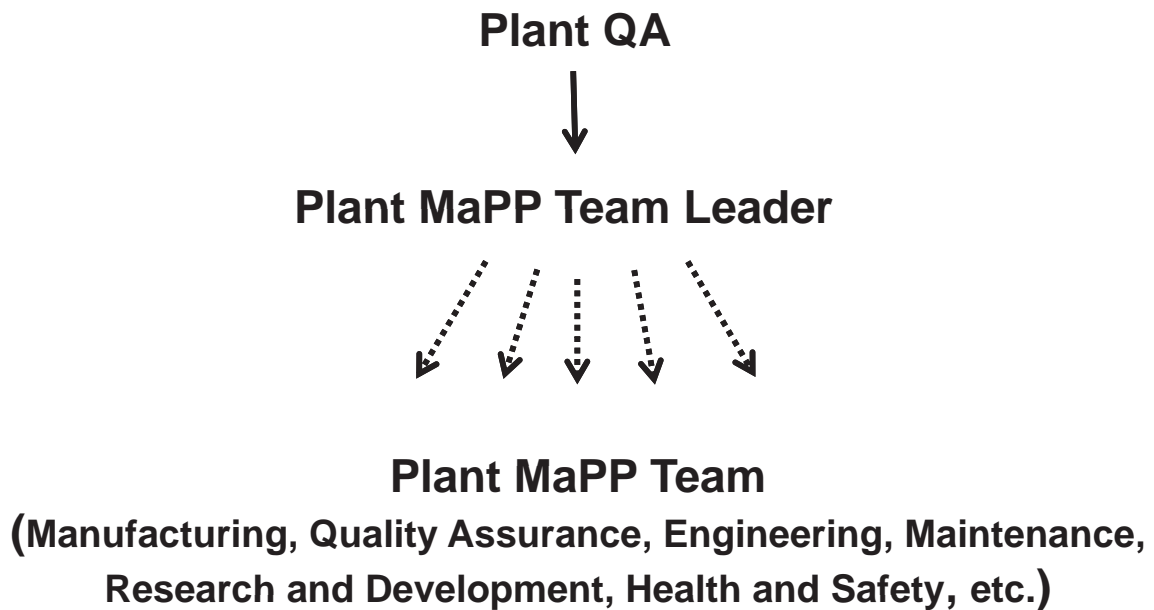 Plant QA
Plant MaPP Team Leader
Plant MaPP Team
(Manufacturing, Quality Assurance, Engineering, Maintenance,
Research and Development, Health and Safety, etc.)